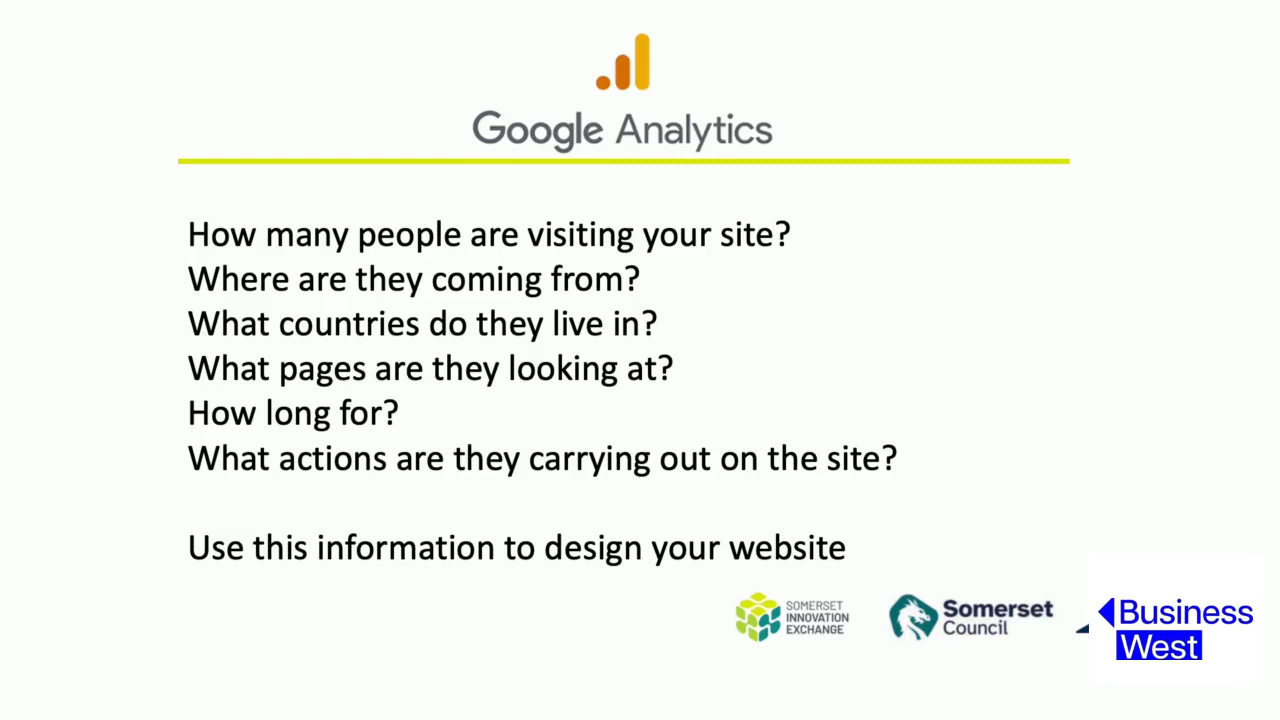 Google Analytics
How many people are visiting your site?
Where are they coming from?
What countries do they live in?
What pages are they looking at?
How long for?
What actions are they carrying out on the site?
Use this information to design your website
SOMERSET
INNOVATION
EXCHANGE
Somerset
Council
Business
West